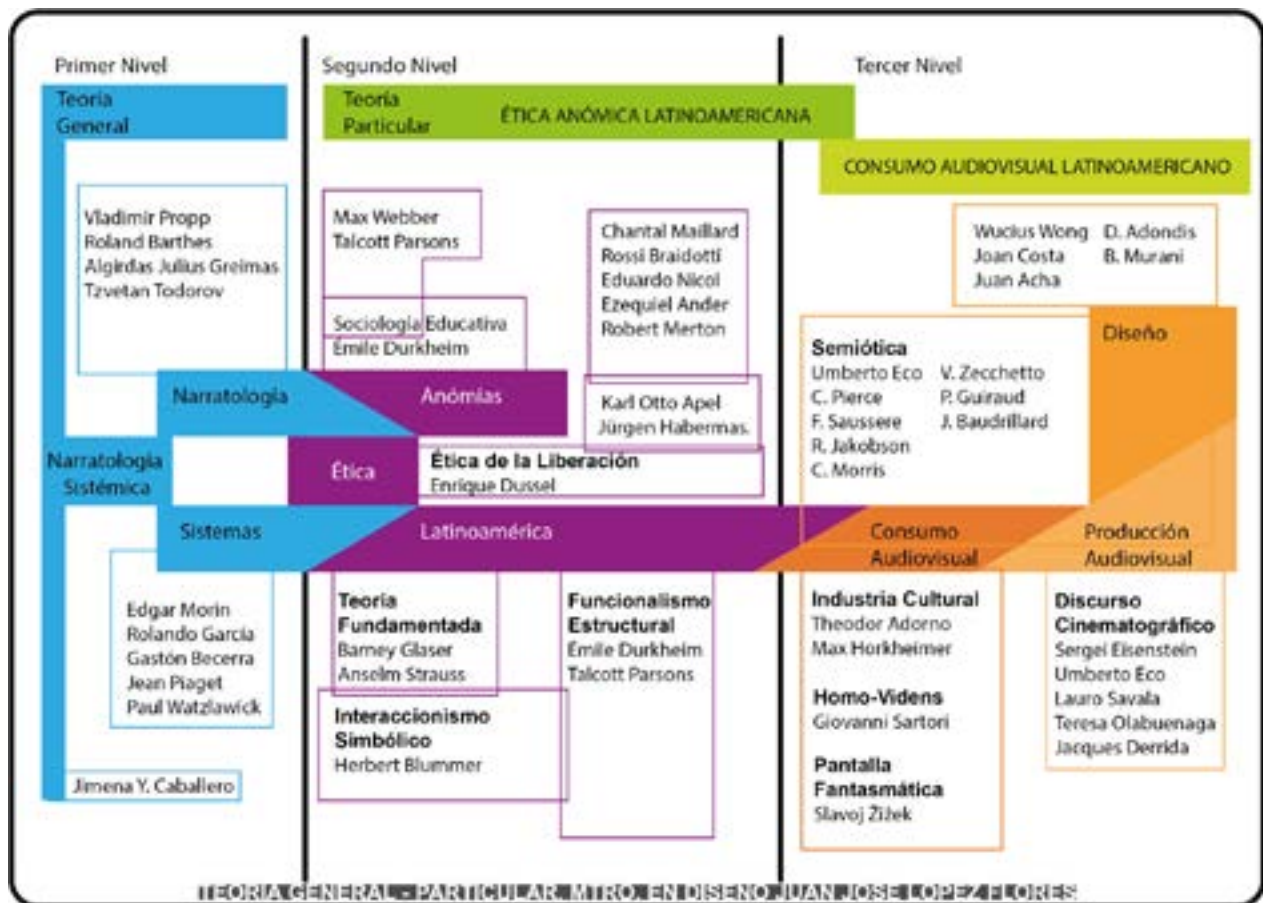 Primer Nivel
Teoría
General
Vladimir Propp
Roland Barthes
Algirdas Julius Greimas
Tzvetan Todorov
Narratología
Narratología
Sistémica
Sistemas
Edgar Morin
Rolando García
Gastón Becerra
Jean Piaget
Paul Watzlawick
Jimena Y. Caballero
Segundo Nivel
Teoría
Particular
ÉTICA ANÓMICA LATINOAMERICANA
Max Webber
Talcott Parsons
Sociología Educativa
Émile Durkheim
Chantal Maillard
Rossi Braidotti
Eduardo Nicol
Ezequiel Ander
Robert Merton
Anómias
Karl Otto Apel
Jürgen Habermas.
Ética
Ética de la Liberación
Enrique Dussel
Latinoamérica
Teoría
Fundamentada
Barney Glaser
Anselm Strauss
Funcionalismo
Estructural
Émile Durkheim
Talcott Parsons
Interaccionismo
Simbólico
Herbert Blummer
Tercer Nivel
CONSUMO AUDIOVISUAL LATINOAMERICANO
Wucius Wong D. Adondis
Joan Costa B. Murani
Juan Acha
Diseño
Semiótica
Umberto Eco V. Zecchetto
C. Pierce P. Guiraud
F. Saussere J. Baudrillard
R. Jakobson
C. Morris
Consumo
Audiovisual
Producción
Audiovisual
Industria Cultural
Theodor Adorno
Max Horkheimer
Homo-Videns
Giovanni Sartori
Pantalla
Fantasmática
Slavoj Žižek
Discurso
Cinematográfico
Sergei Eisenstein
Umberto Eco
Lauro Savala
Teresa Olabuenaga
Jacques Derrida
TEORIA GENERAL - PARTICULAR. MTRO. EN DISEÑO JUAN JOSE LOPEZ FLORES